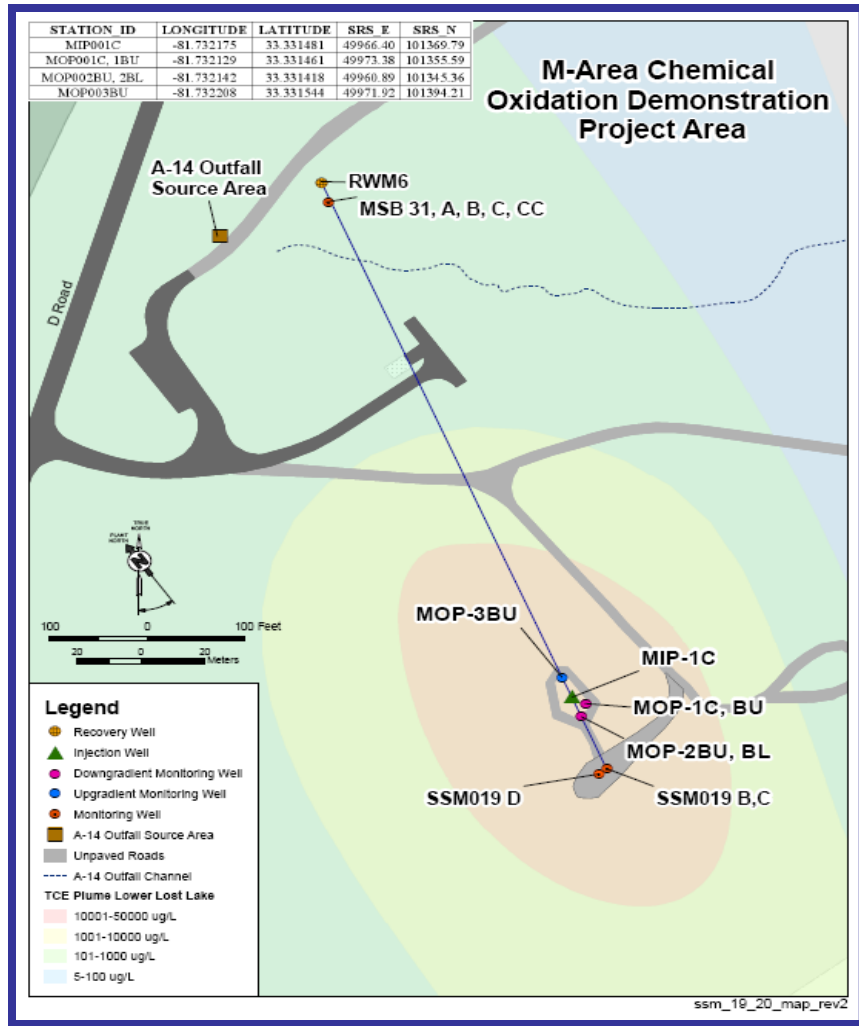 STATION_ID LONGITUDE LATITUDE SRS_E SRS_N
MIP001C -81.732175 33.331481 49966.40 101369.79
MOP001C, 1BU -81.732129 33.331461 49973.38 101355.59
MOP002BU, 2BL -81.732142 33.331418 49960.89 101345.36
MOP003BU -81.732208 33.331544 49971.92 101394.21
M-Area Chemical
Oxidation Demonstration
Project Area
A-14 Outfall
Source Area
RWM6
MSB 31, A, B, C, CC
D Road
TRUE
NORTH
PLANT
NORTH
N
100 0 100 Feet
20 0 20
Meters
MOP-3BU
MIP-1C
MOP-1C, BU
MOP-2BU, BL
SSM019 D
SSM019 B,C
Legend
Recovery Well
Injection Well
Downgradient Monitoring Well
Upgradient Monitoring Well
Monitoring Well
A-14 Outfall Source Area
Unpaved Roads
A-14 Outfall Channel
TCE Plume Lower Lost Lake
10001-50000 ug/L
1001-10000 ug/L
101-1000 ug/L
5-100 ug/L
ssm_19_20_map_rev2